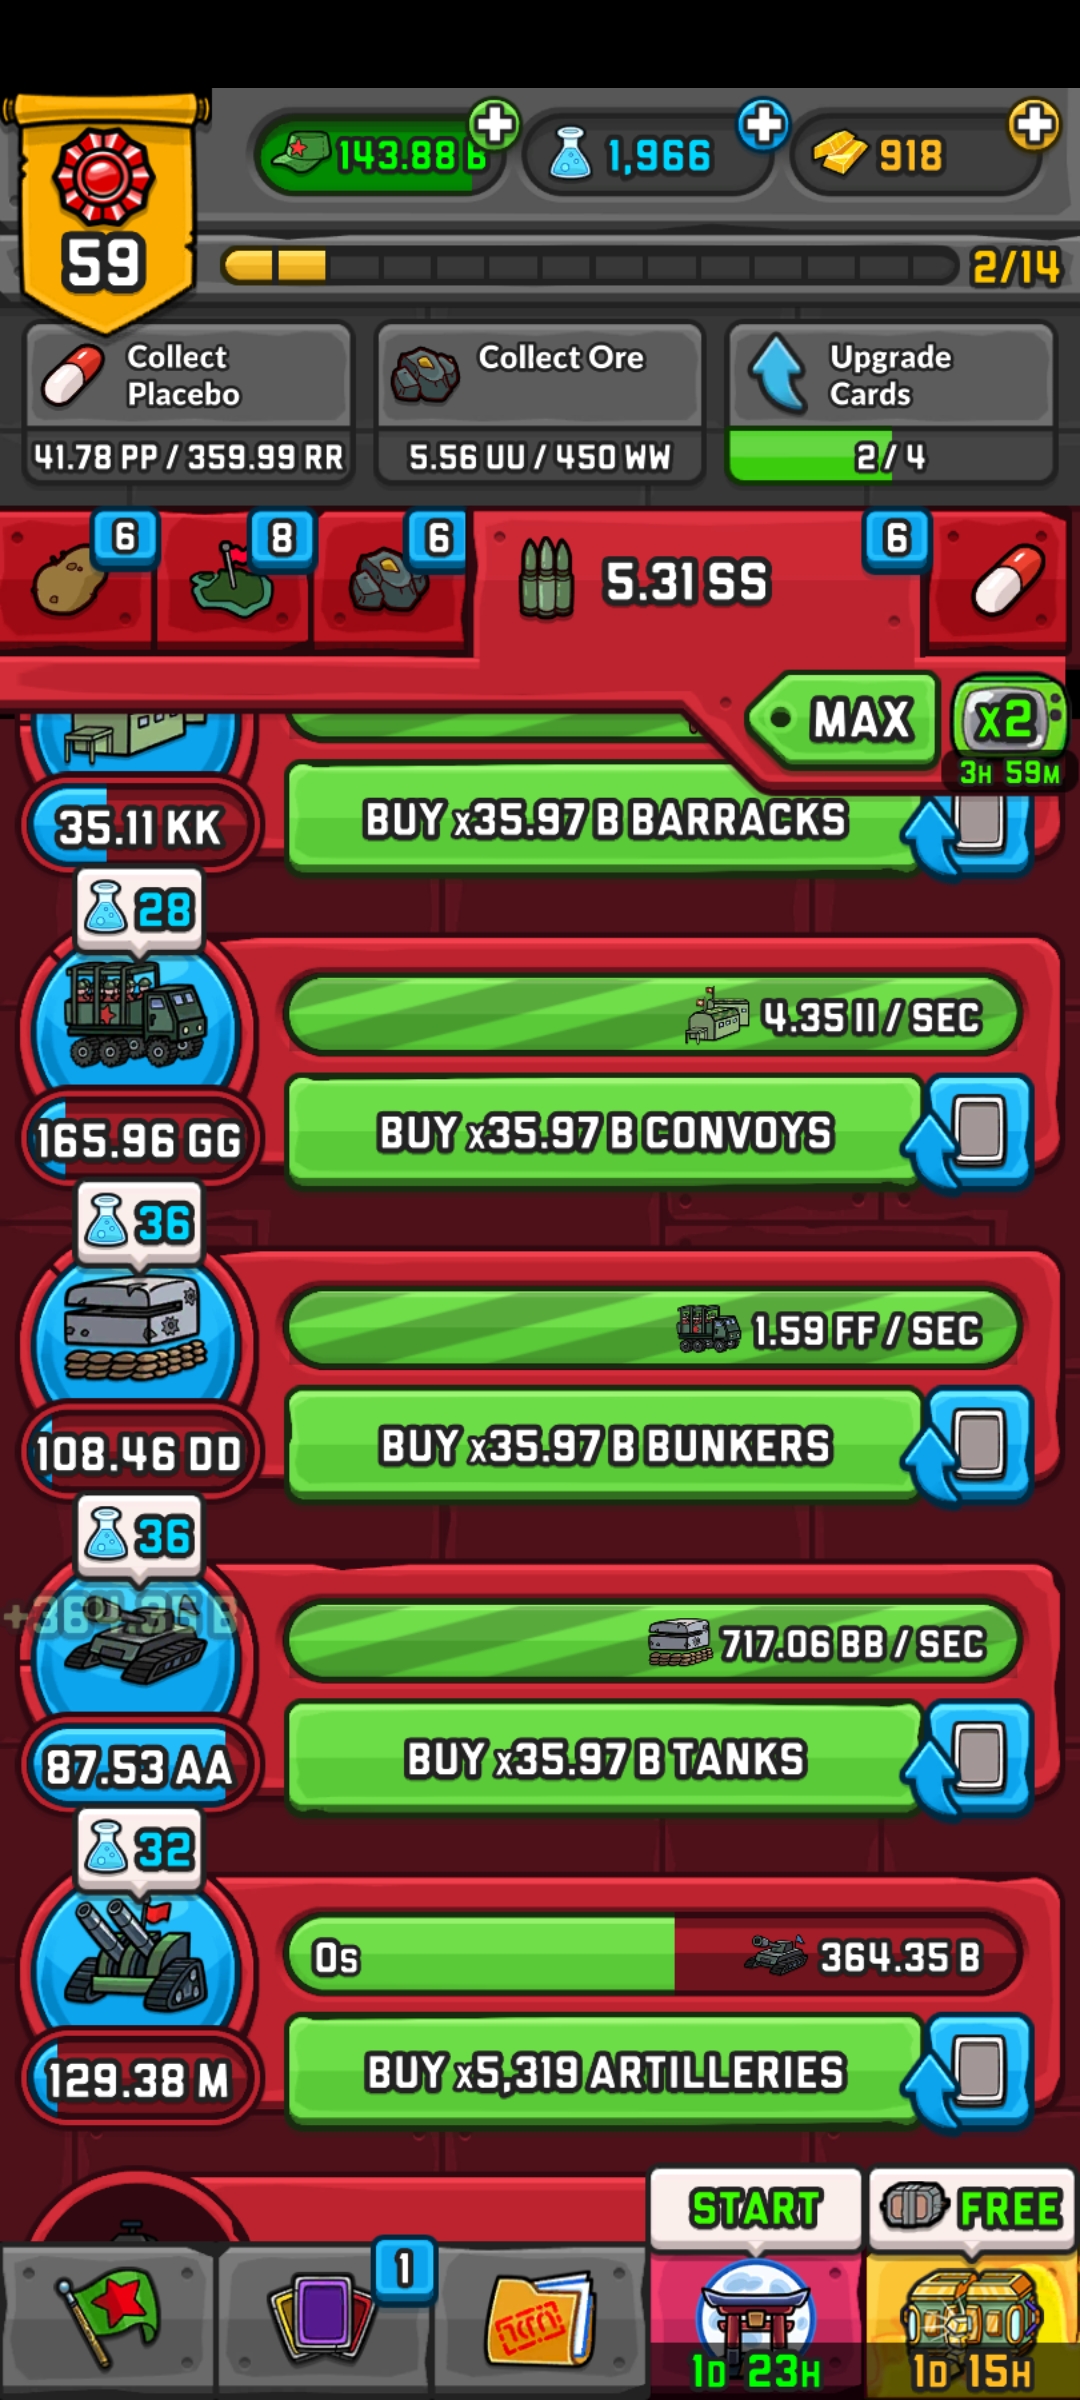 143.88 B
1,966
918
59
2/14
Collect
Placebo
41.78 PP / 359.99 RR
Collect Ore
5.56 UU / 450 WW
Upgrade
Cards
2 / 4
6
8
6
5.31 SS
6
MAX
x2
3H 59M
35.11 KK
BUY x35.97 B BARRACKS
28
4.35 II / SEC
165.96 GG
BUY x35.97 B CONVOYS
36
1.59 FF / SEC
108.46 DD
BUY x35.97 B BUNKERS
36
+364.35 B
717.06 BB / SEC
87.53 AA
BUY x35.97 B TANKS
32
0s
364.35 B
129.38 M
BUY x5,319 ARTILLERIES
START
FREE
1
1D 23H
1D 15H